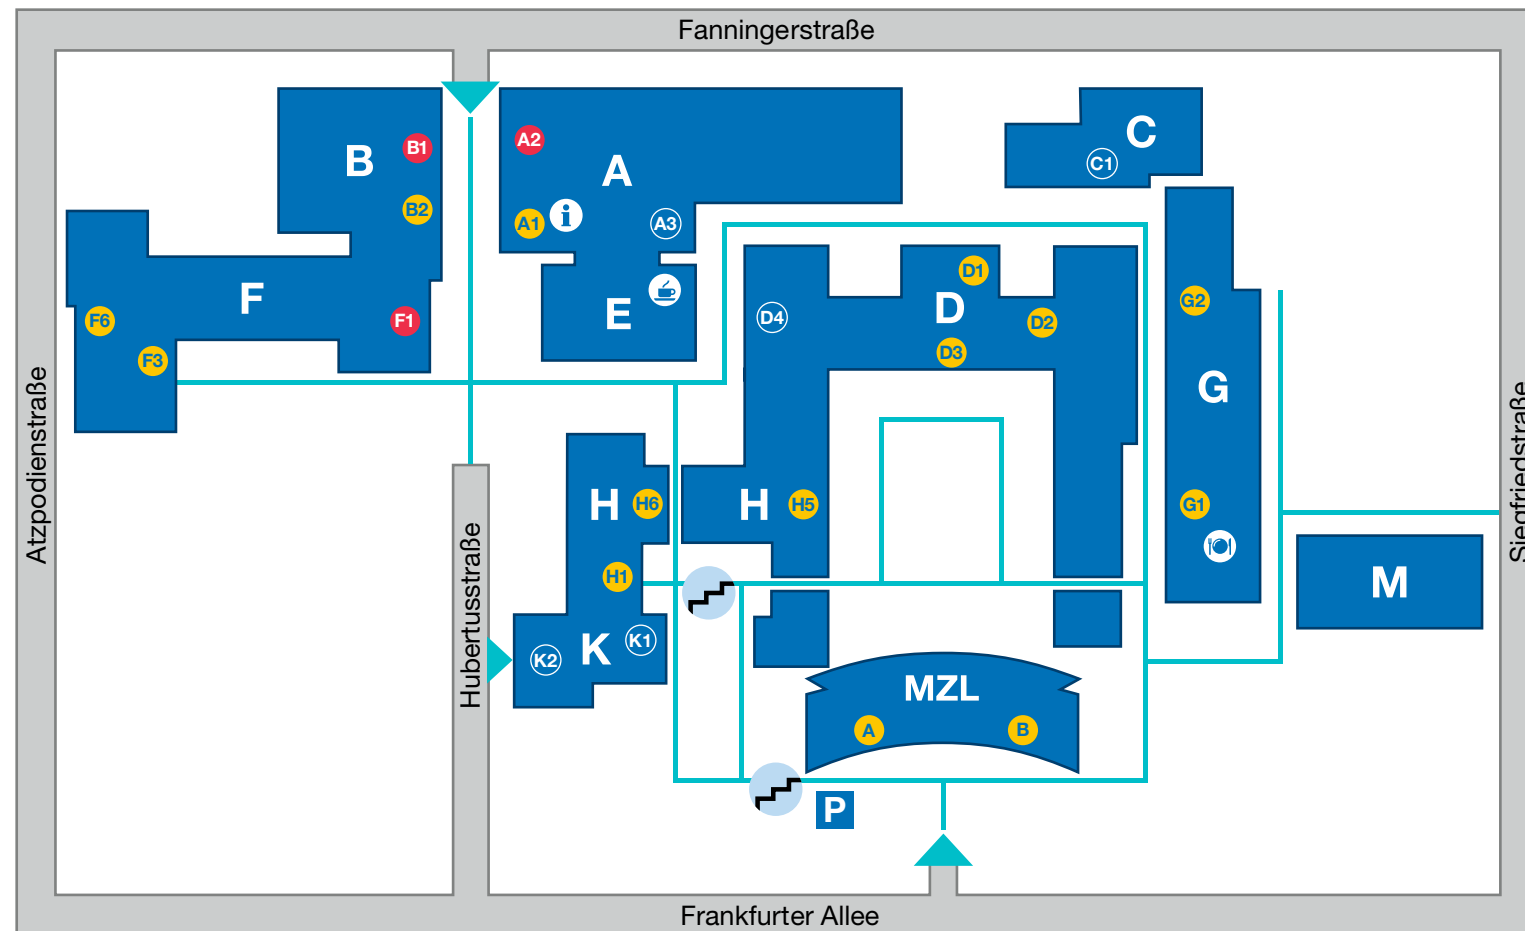 Fanningerstraße
B
B1
B2
A2
A
A1
i
A3
C
C1
F
F6
F1
F3
E
D1
D
D4
D2
D3
G2
G
G1
Atzpodienstraße
Siegfriedstraße
Hubertusstraße
H
H6
H
H5
H1
M
K
K1
K2
MZL
A
B
P
Frankfurter Allee